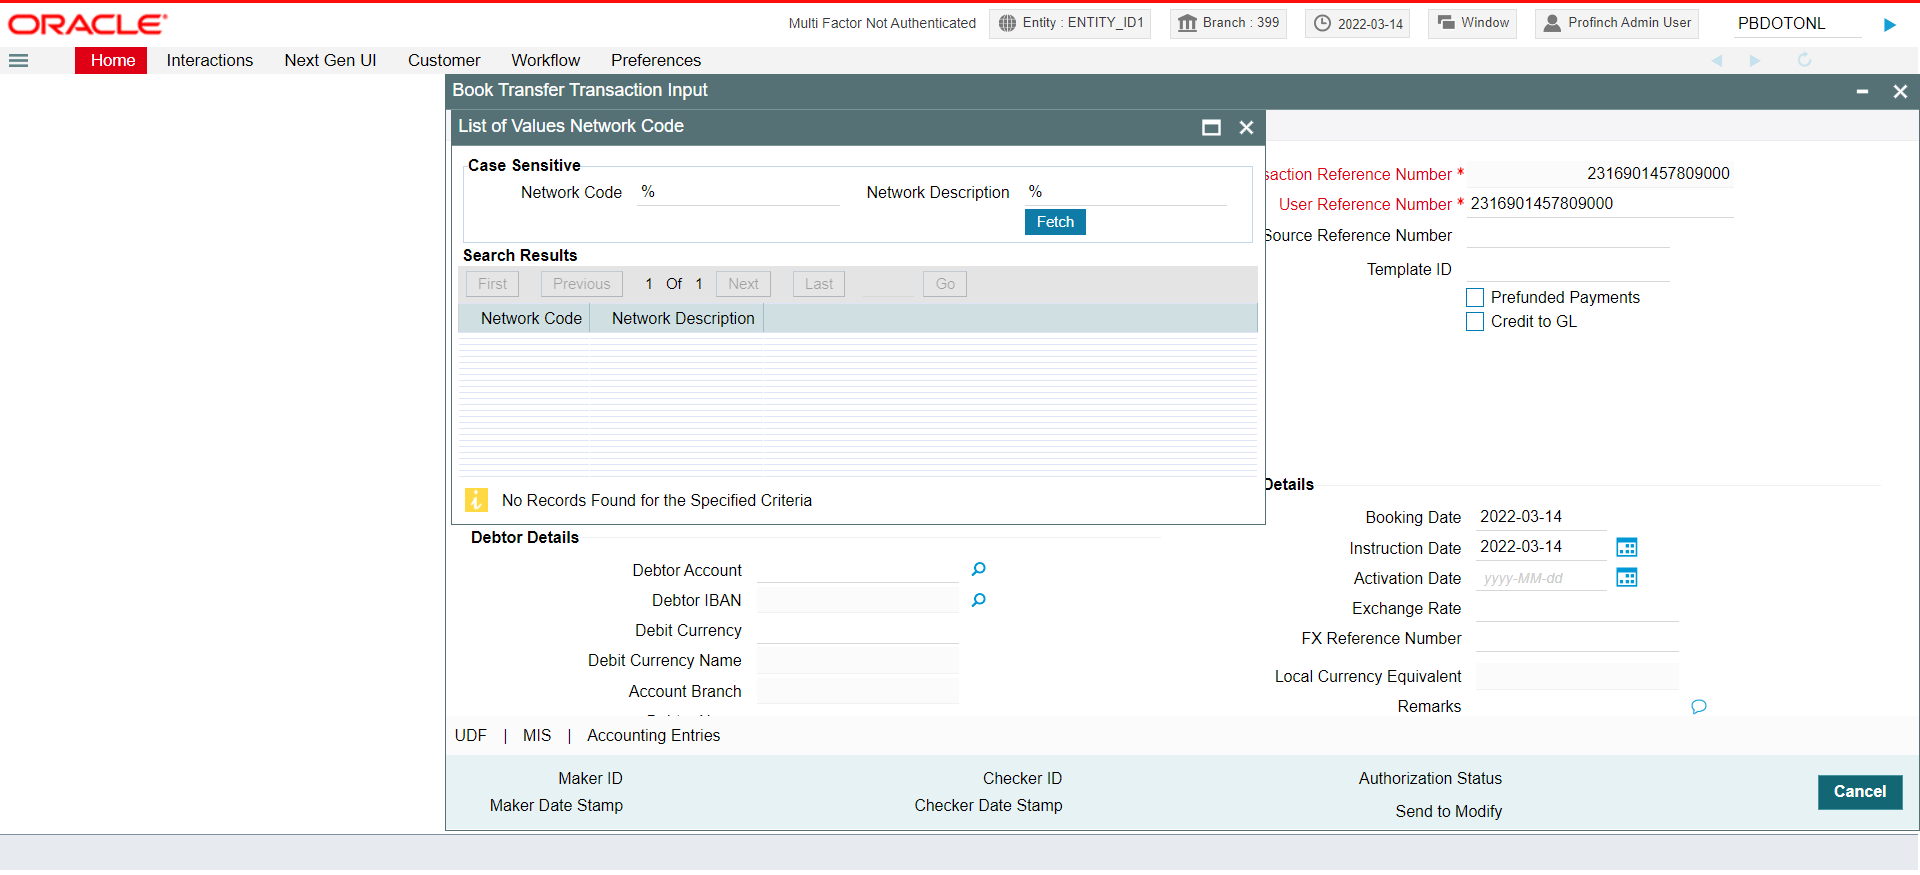 ORACLE
Multi Factor Not Authenticated
Entity : ENTITY_ID1
Branch : 399
2022-03-14
Window
Profinch Admin User
PBDOTONL
Home Interactions Next Gen UI Customer Workflow Preferences
Book Transfer Transaction Input
List of Values Network Code
Case Sensitive
Network Code %
Network Description %
Fetch
Search Results
First Previous 1 Of 1 Next Last Go
Network Code Network Description
No Records Found for the Specified Criteria
saction Reference Number * 2316901457809000
User Reference Number * 2316901457809000
Source Reference Number
Template ID
Prefunded Payments
Credit to GL
Details
Booking Date 2022-03-14
Instruction Date 2022-03-14
Activation Date yyyy-MM-dd
Exchange Rate
FX Reference Number
Local Currency Equivalent
Remarks
Debtor Details
Debtor Account
Debtor IBAN
Debit Currency
Debit Currency Name
Account Branch
UDF | MIS | Accounting Entries
Maker ID
Maker Date Stamp
Checker ID
Checker Date Stamp
Authorization Status
Send to Modify
Cancel